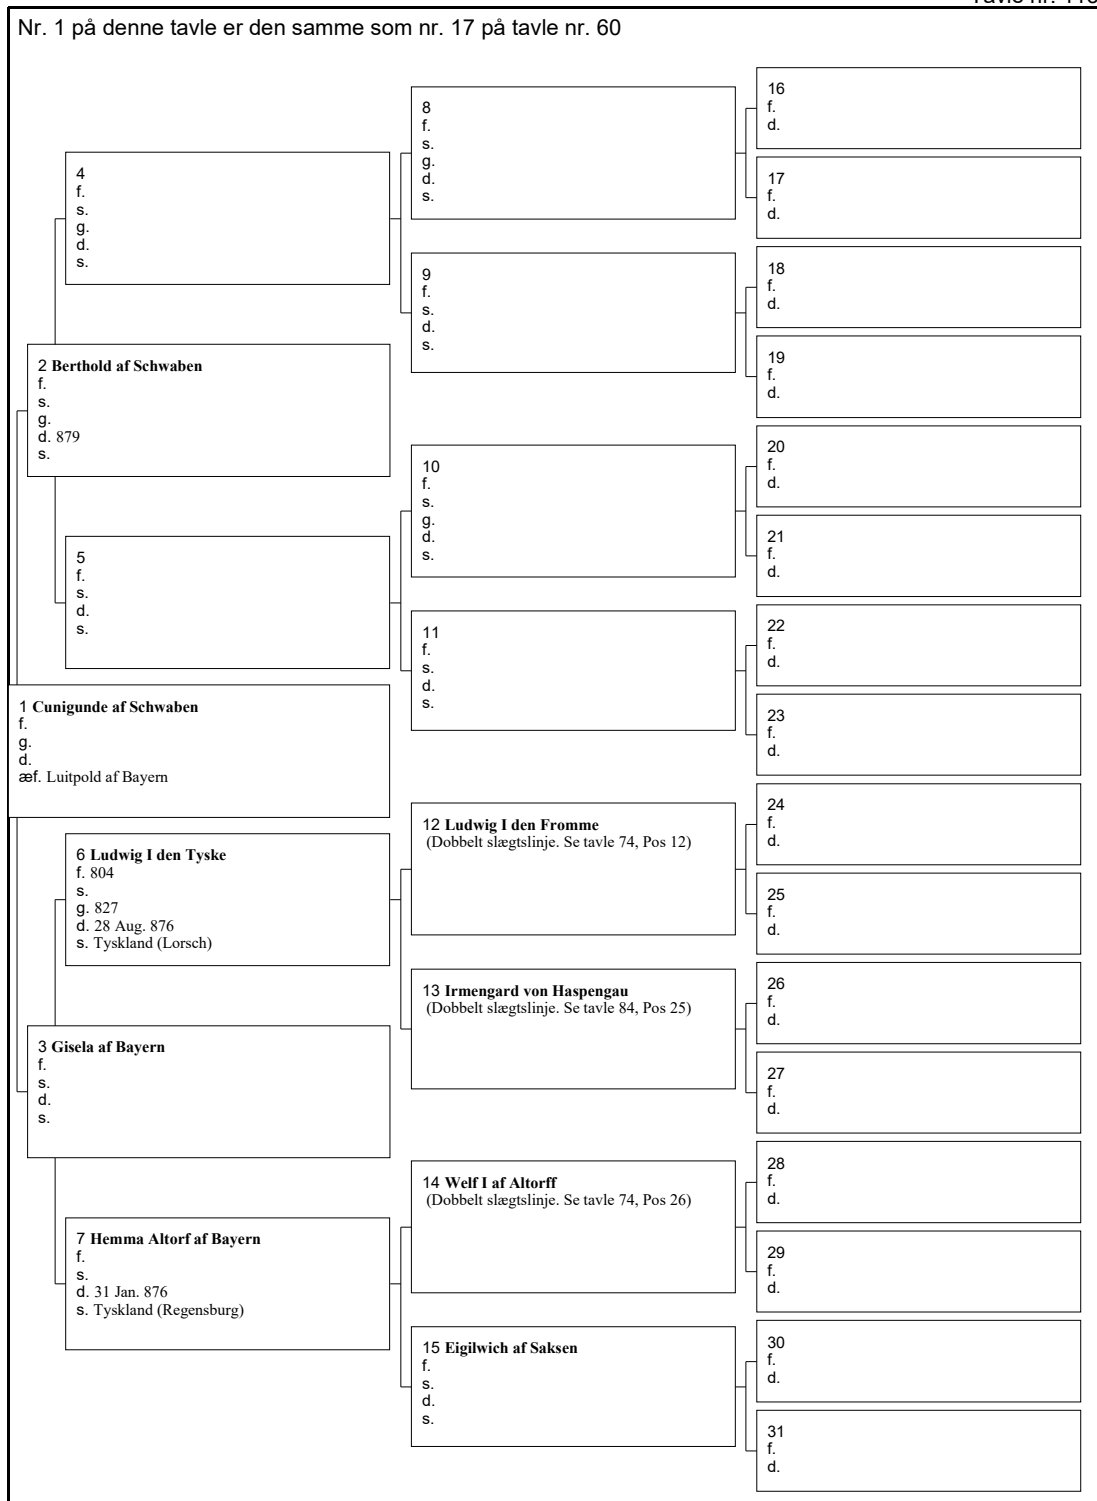 Nr. 1 på denne tavle er den samme som nr. 17 på tavle nr. 60
16
f.
d.
8
f.
s.
g.
d.
s.
17
f.
d.
4
f.
s.
g.
d.
s.
18
f.
d.
9
f.
s.
d.
s.
19
f.
d.
2 Berthold af Schwaben
f.
s.
g.
d. 879
s.
20
f.
d.
10
f.
s.
g.
d.
s.
21
f.
d.
5
f.
s.
d.
s.
22
f.
d.
11
f.
s.
d.
s.
23
f.
d.
1 Cunigunde af Schwaben
f.
g.
d.
æf. Luitpold af Bayern
24
f.
d.
12 Ludwig I den Fromme
(Dobbelt slægtslinje. Se tavle 74, Pos 12)
25
f.
d.
6 Ludwig I den Tyske
f. 804
s.
g. 827
d. 28 Aug. 876
s. Tyskland (Lorsch)
26
f.
d.
13 Irmengard von Haspengau
(Dobbelt slægtslinje. Se tavle 84, Pos 25)
27
f.
d.
3 Gisela af Bayern
f.
s.
d.
s.
28
f.
d.
14 Welf I af Altorff
(Dobbelt slægtslinje. Se tavle 74, Pos 26)
29
f.
d.
7 Hemma Altorf af Bayern
f.
s.
d. 31 Jan. 876
s. Tyskland (Regensburg)
30
f.
d.
15 Eigilwich af Saksen
f.
s.
d.
s.
31
f.
d.